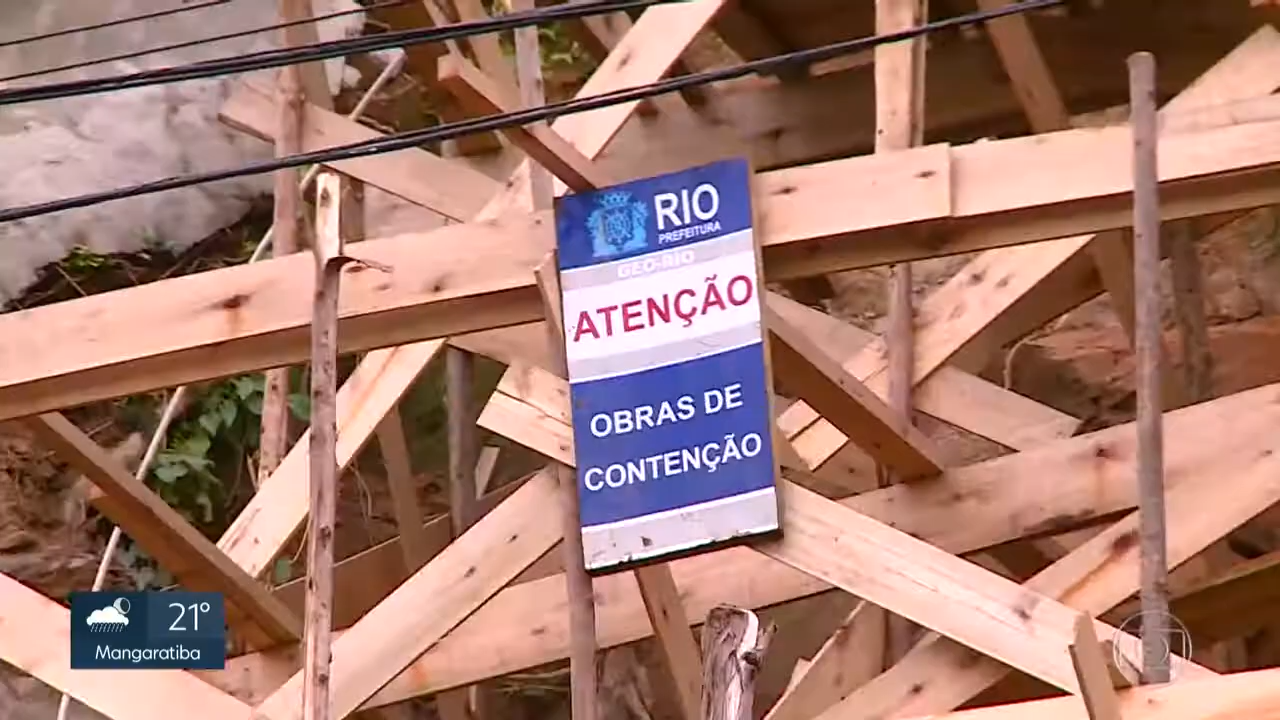 RIO
PREFEITURA
GEO-RIO
ATENÇÃO
OBRAS DE
CONTENÇÃO
21°
Mangaratiba